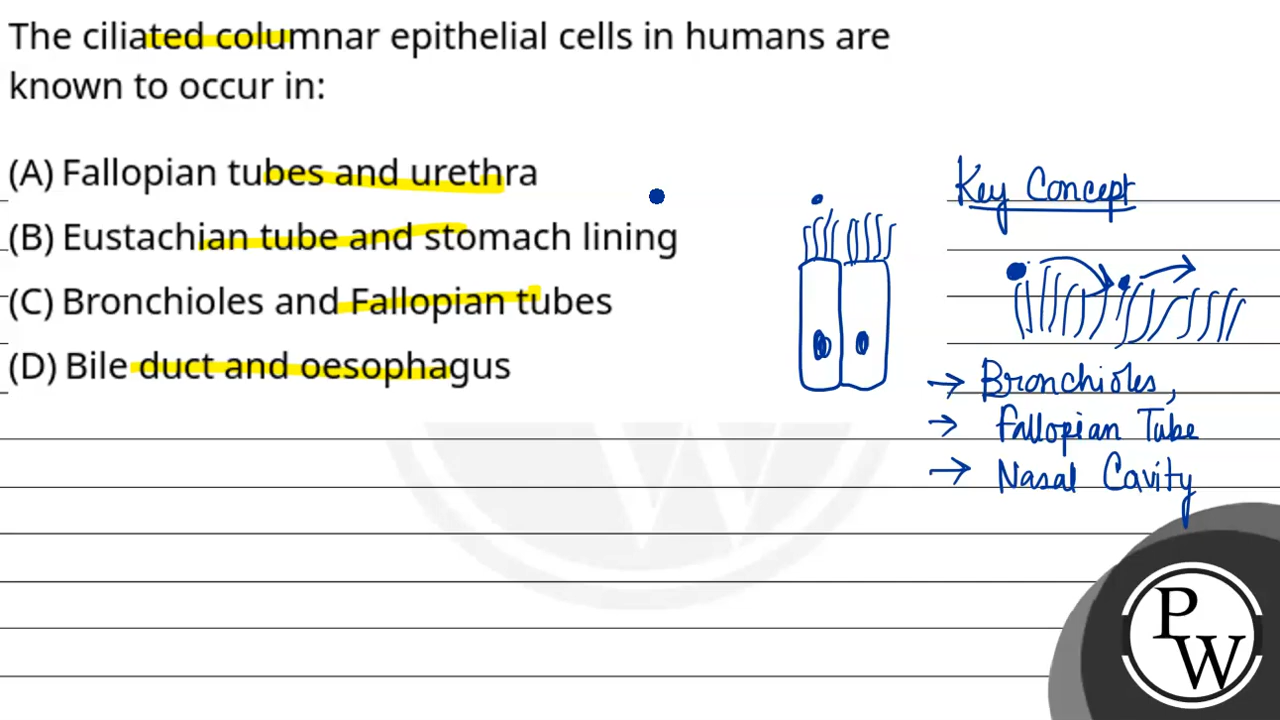 The ciliated columnar epithelial cells in humans are
known to occur in:
(A) Fallopian tubes and urethra
(B) Eustachian tube and stomach lining
(C) Bronchioles and Fallopian tubes
(D) Bile duct and oesophagus
Key Concept
→ Bronchioles,
→ Fallopian Tube
→ Nasal Cavity
P
W